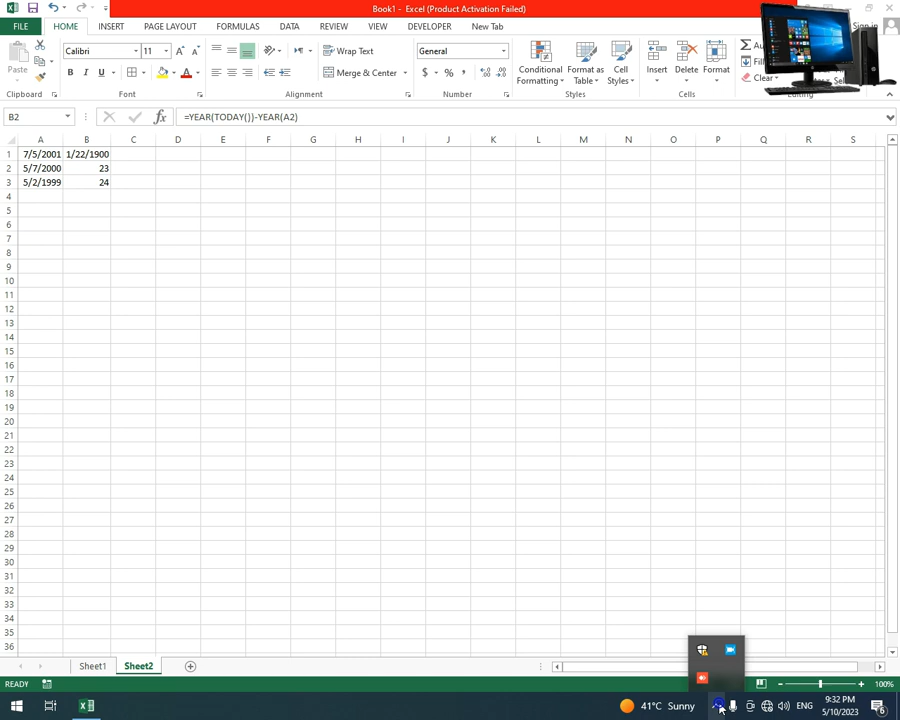 Book1 - Excel (Product Activation Failed)
FILE HOME INSERT PAGE LAYOUT FORMULAS DATA REVIEW VIEW DEVELOPER New Tab
Calibri 11 Wrap Text General
Paste B I U A Merge & Center $ % , Conditional Formatting Format as Table Cell Styles Insert Delete Format Clear
Clipboard Font Alignment Number Styles Cells
B2 fx =YEAR(TODAY())-YEAR(A2)
A B C D E F G H I J K L M N O P Q R S
1 7/5/2001 1/22/1900
2 5/7/2000 23
3 5/2/1999 24
4
5
6
7
8
9
10
11
12
13
14
15
16
17
18
19
20
21
22
23
24
25
26
27
28
29
30
31
32
33
34
35
36
Sheet1 Sheet2
READY 100%
41°C Sunny ENG 9:32 PM
5/10/2023 6